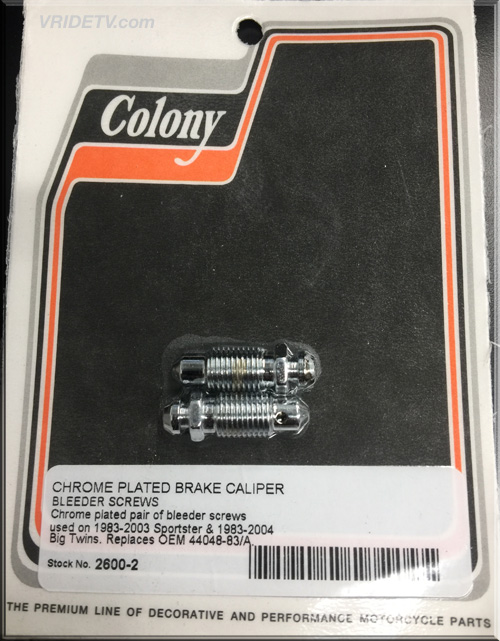 VRIDETV.com
Colony
CHROME PLATED BRAKE CALIPER
BLEEDER SCREWS
Chrome plated pair of bleeder screws
used on 1983-2003 Sportster & 1983-2004
Big Twins. Replaces OEM 44048-83/A.
Stock No. 2600-2
THE PREMIUM LINE OF DECORATIVE AND PERFORMANCE MOTORCYCLE PARTS